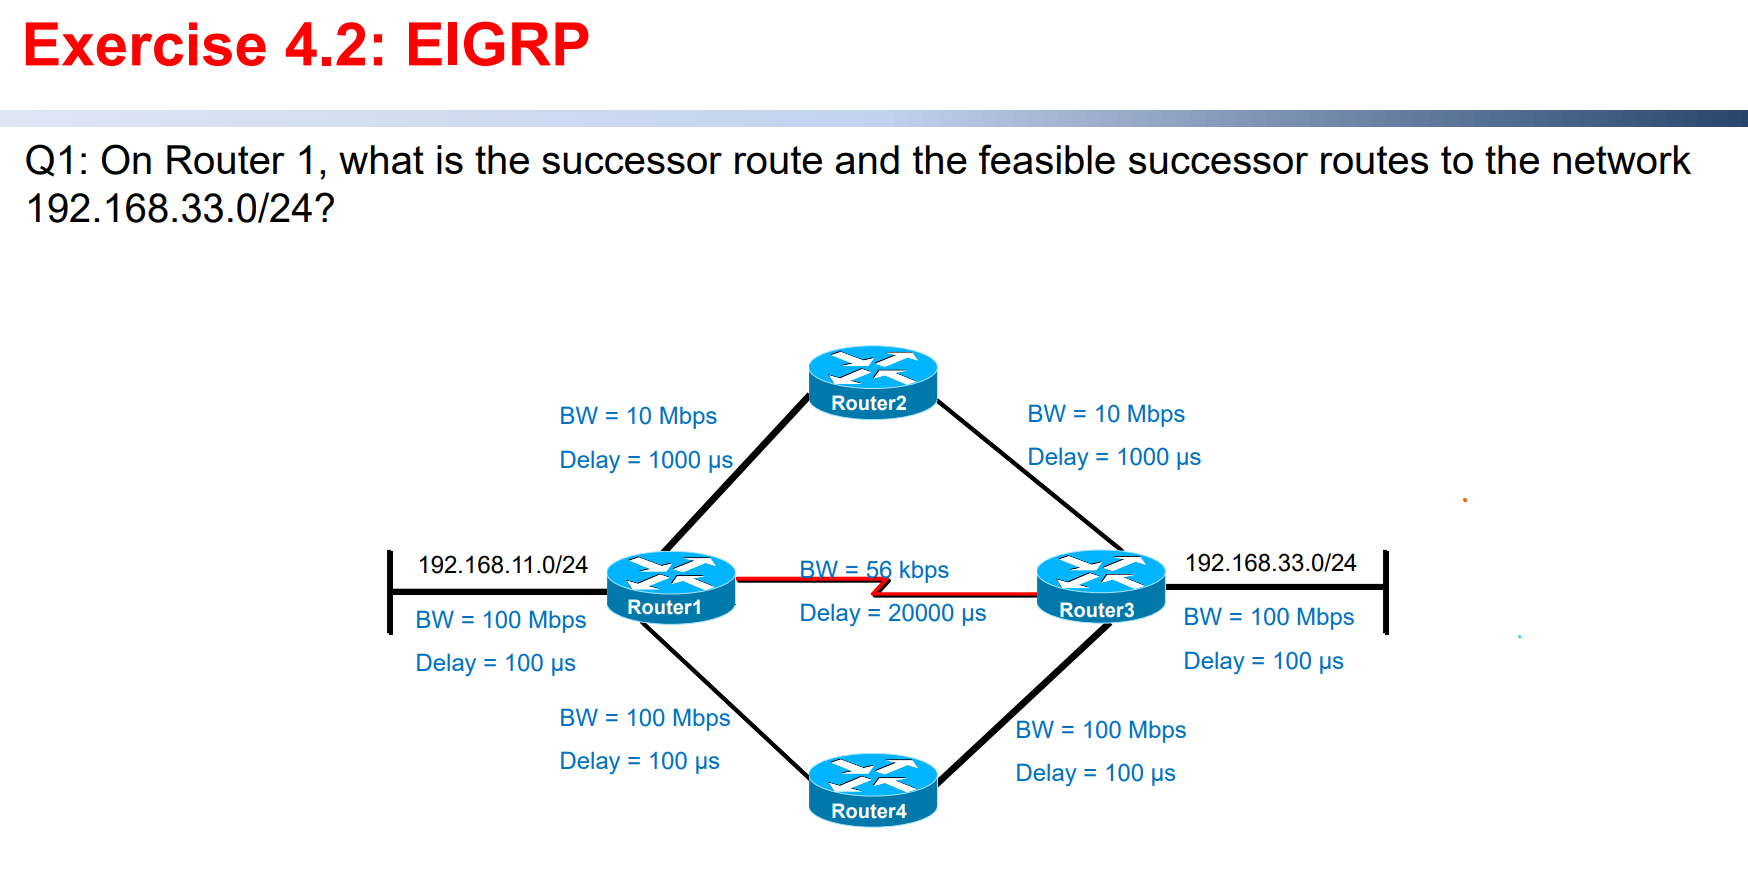 Exercise 4.2: EIGRP
Q1: On Router 1, what is the successor route and the feasible successor routes to the network
192.168.33.0/24?
Router2
BW = 10 Mbps
Delay = 1000 µs
BW = 10 Mbps
Delay = 1000 µs
192.168.11.0/24
BW = 100 Mbps
Delay = 100 µs
Router1
BW = 56 kbps
Delay = 20000 µs
Router3
192.168.33.0/24
BW = 100 Mbps
Delay = 100 µs
BW = 100 Mbps
Delay = 100 µs
BW = 100 Mbps
Delay = 100 µs
Router4